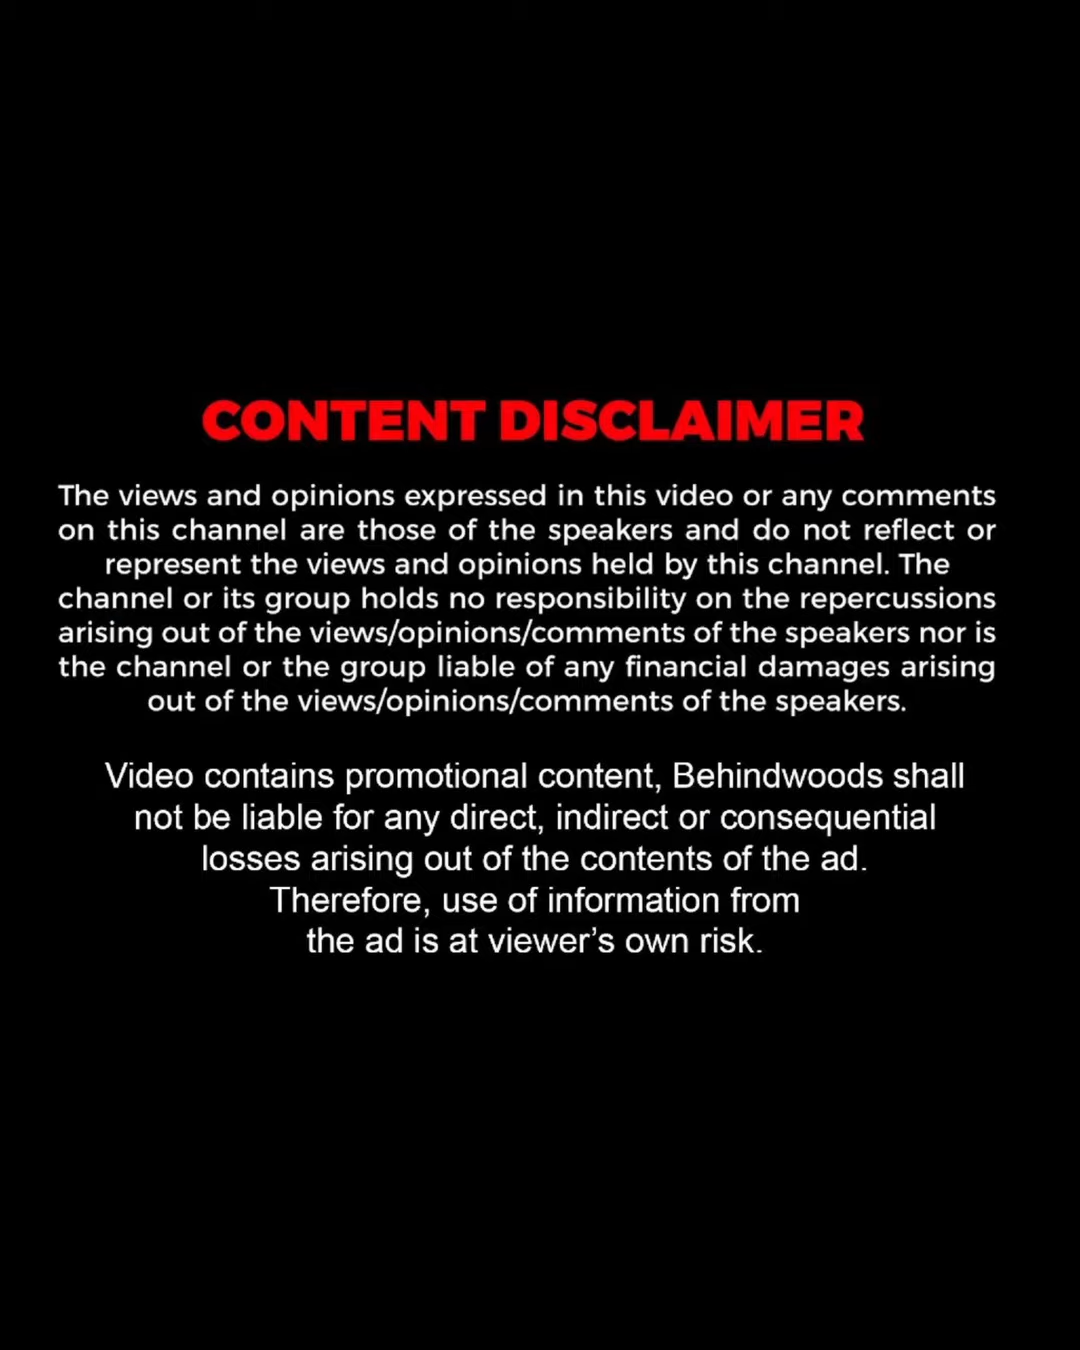 CONTENT DISCLAIMER
The views and opinions expressed in this video or any comments
on this channel are those of the speakers and do not reflect or
represent the views and opinions held by this channel. The
channel or its group holds no responsibility on the repercussions
arising out of the views/opinions/comments of the speakers nor is
the channel or the group liable of any financial damages arising
out of the views/opinions/comments of the speakers.
Video contains promotional content, Behindwoods shall
not be liable for any direct, indirect or consequential
losses arising out of the contents of the ad.
Therefore, use of information from
the ad is at viewer’s own risk.